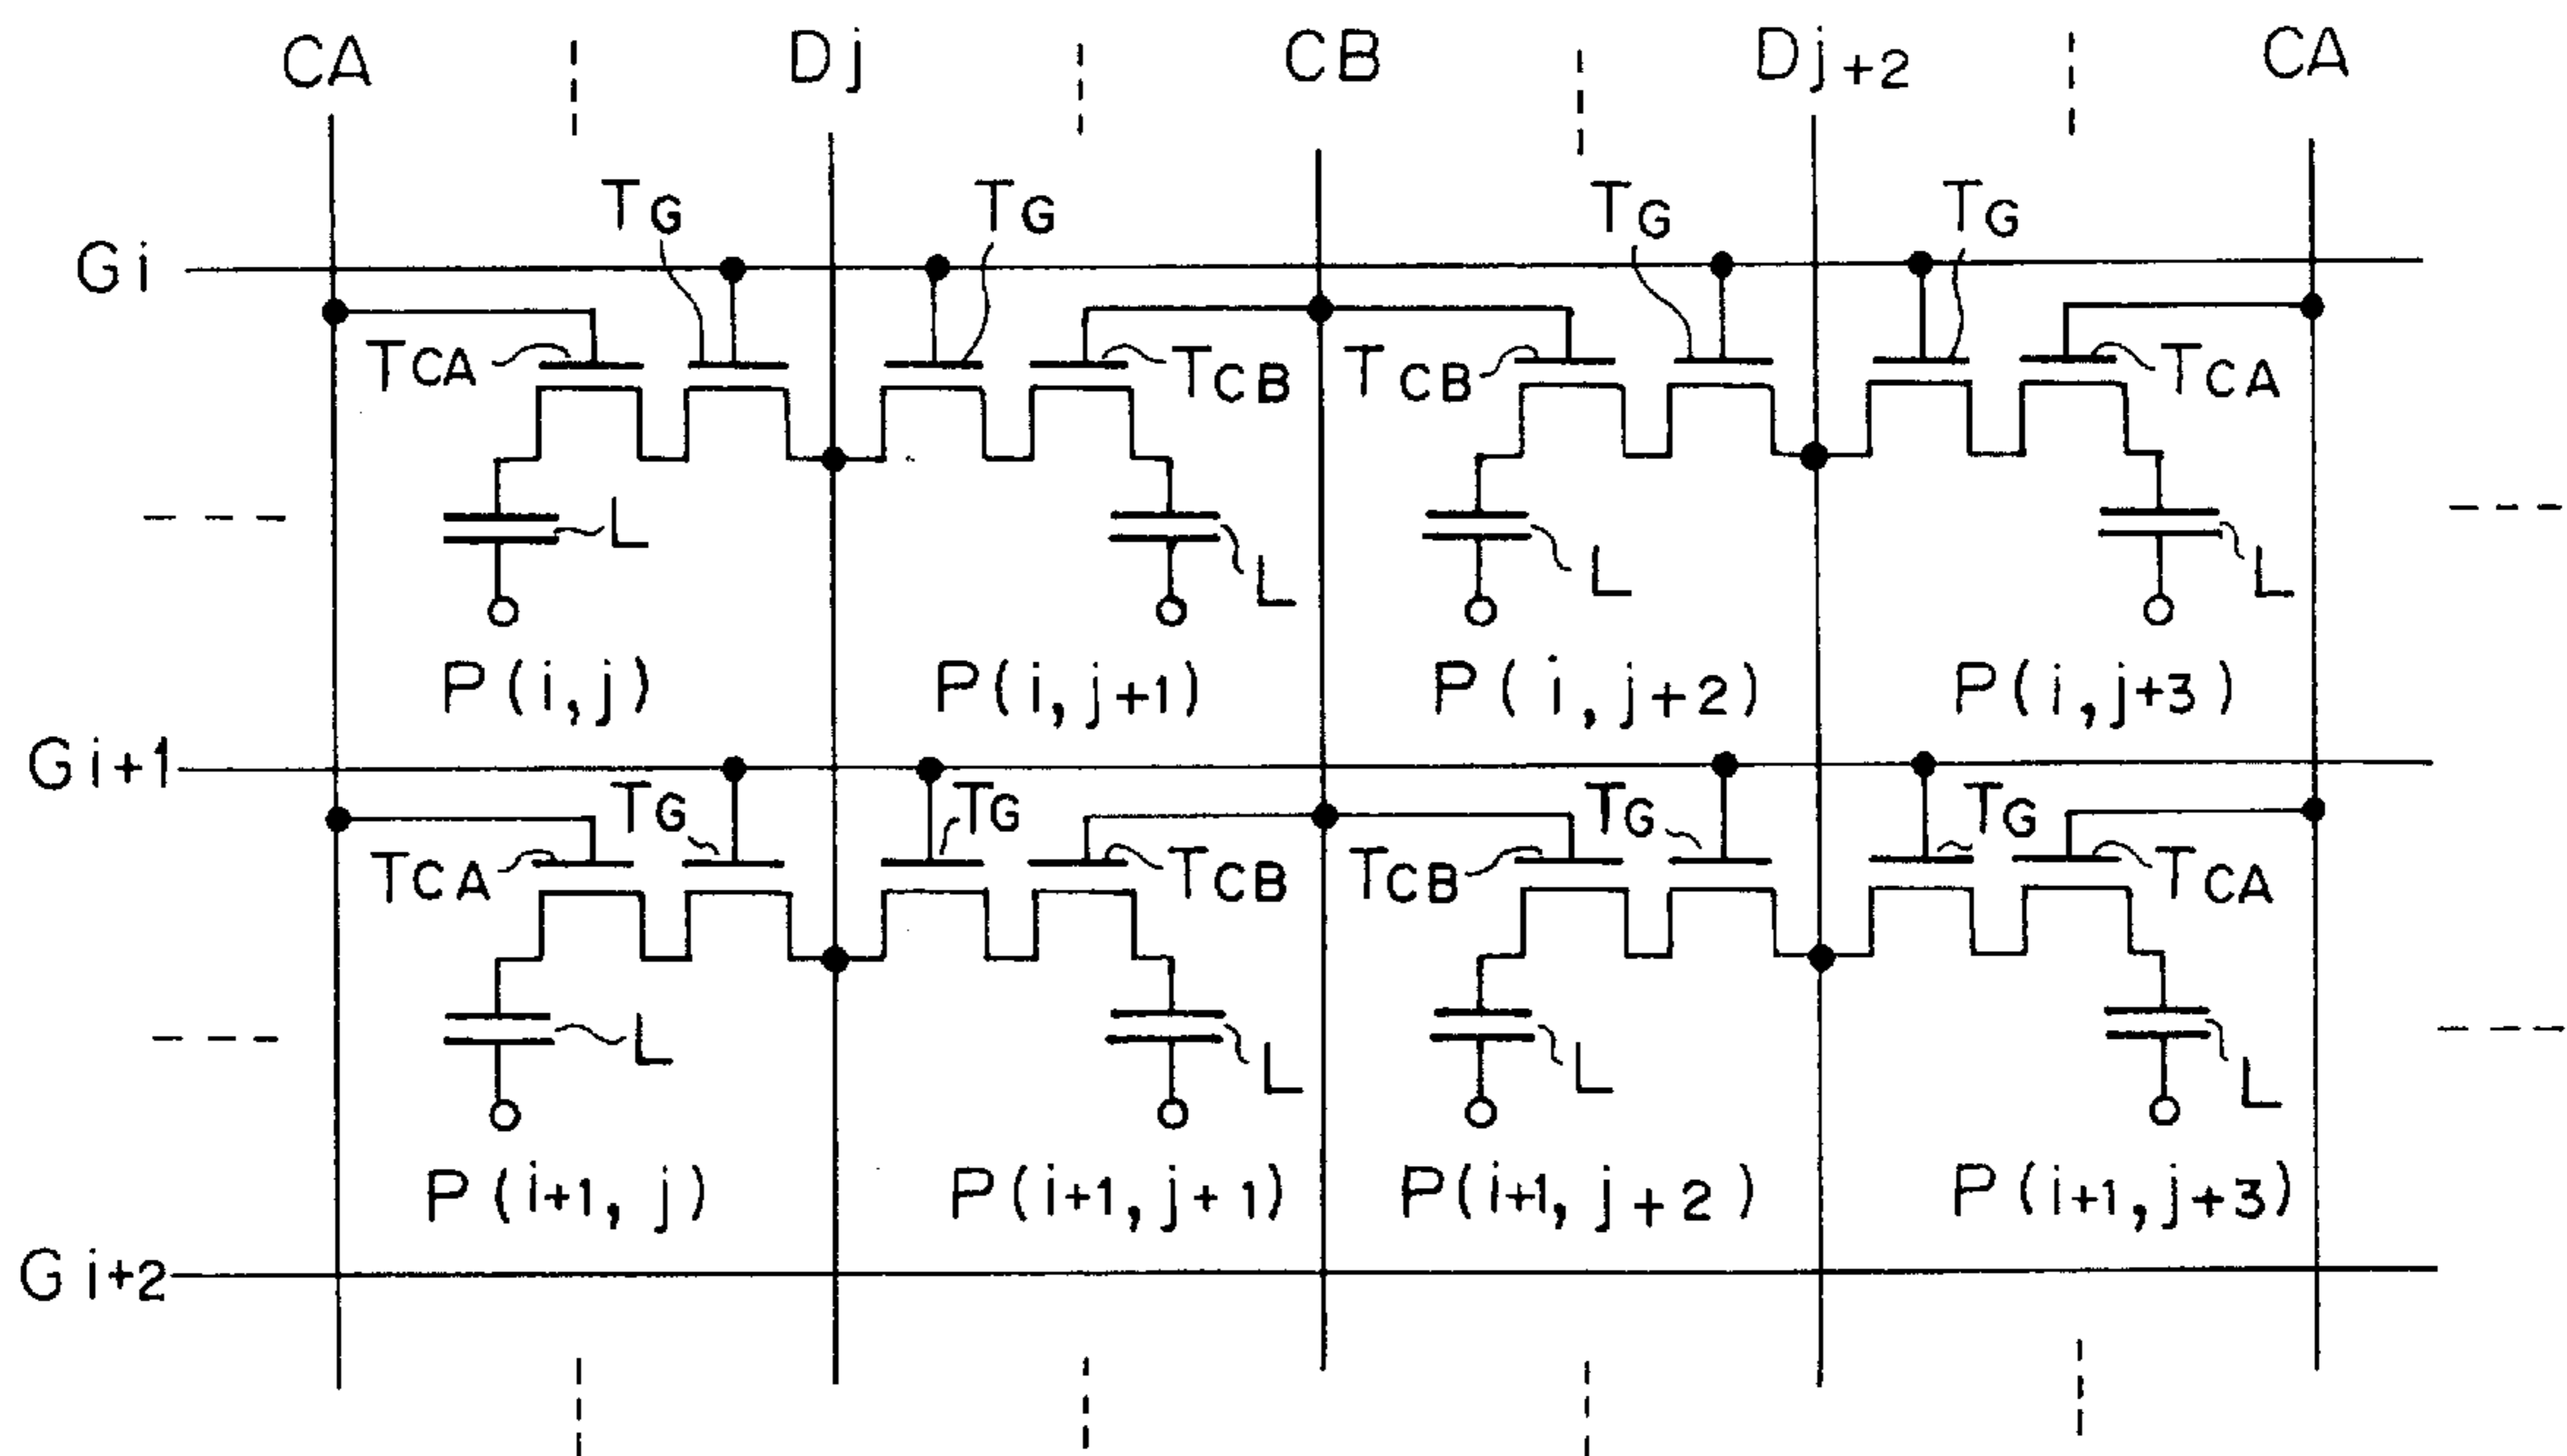 CA Dj CB Dj+2 CA
TG TG TG TG
Gi
TCA TCB TCB TCA
L L L L
P(i,j) P(i,j+1) P(i,j+2) P(i,j+3)
Gi+1
TG TG TG TG
TCA TCB TCB TCA
L L L L
P(i+1,j) P(i+1,j+1) P(i+1,j+2) P(i+1,j+3)
Gi+2